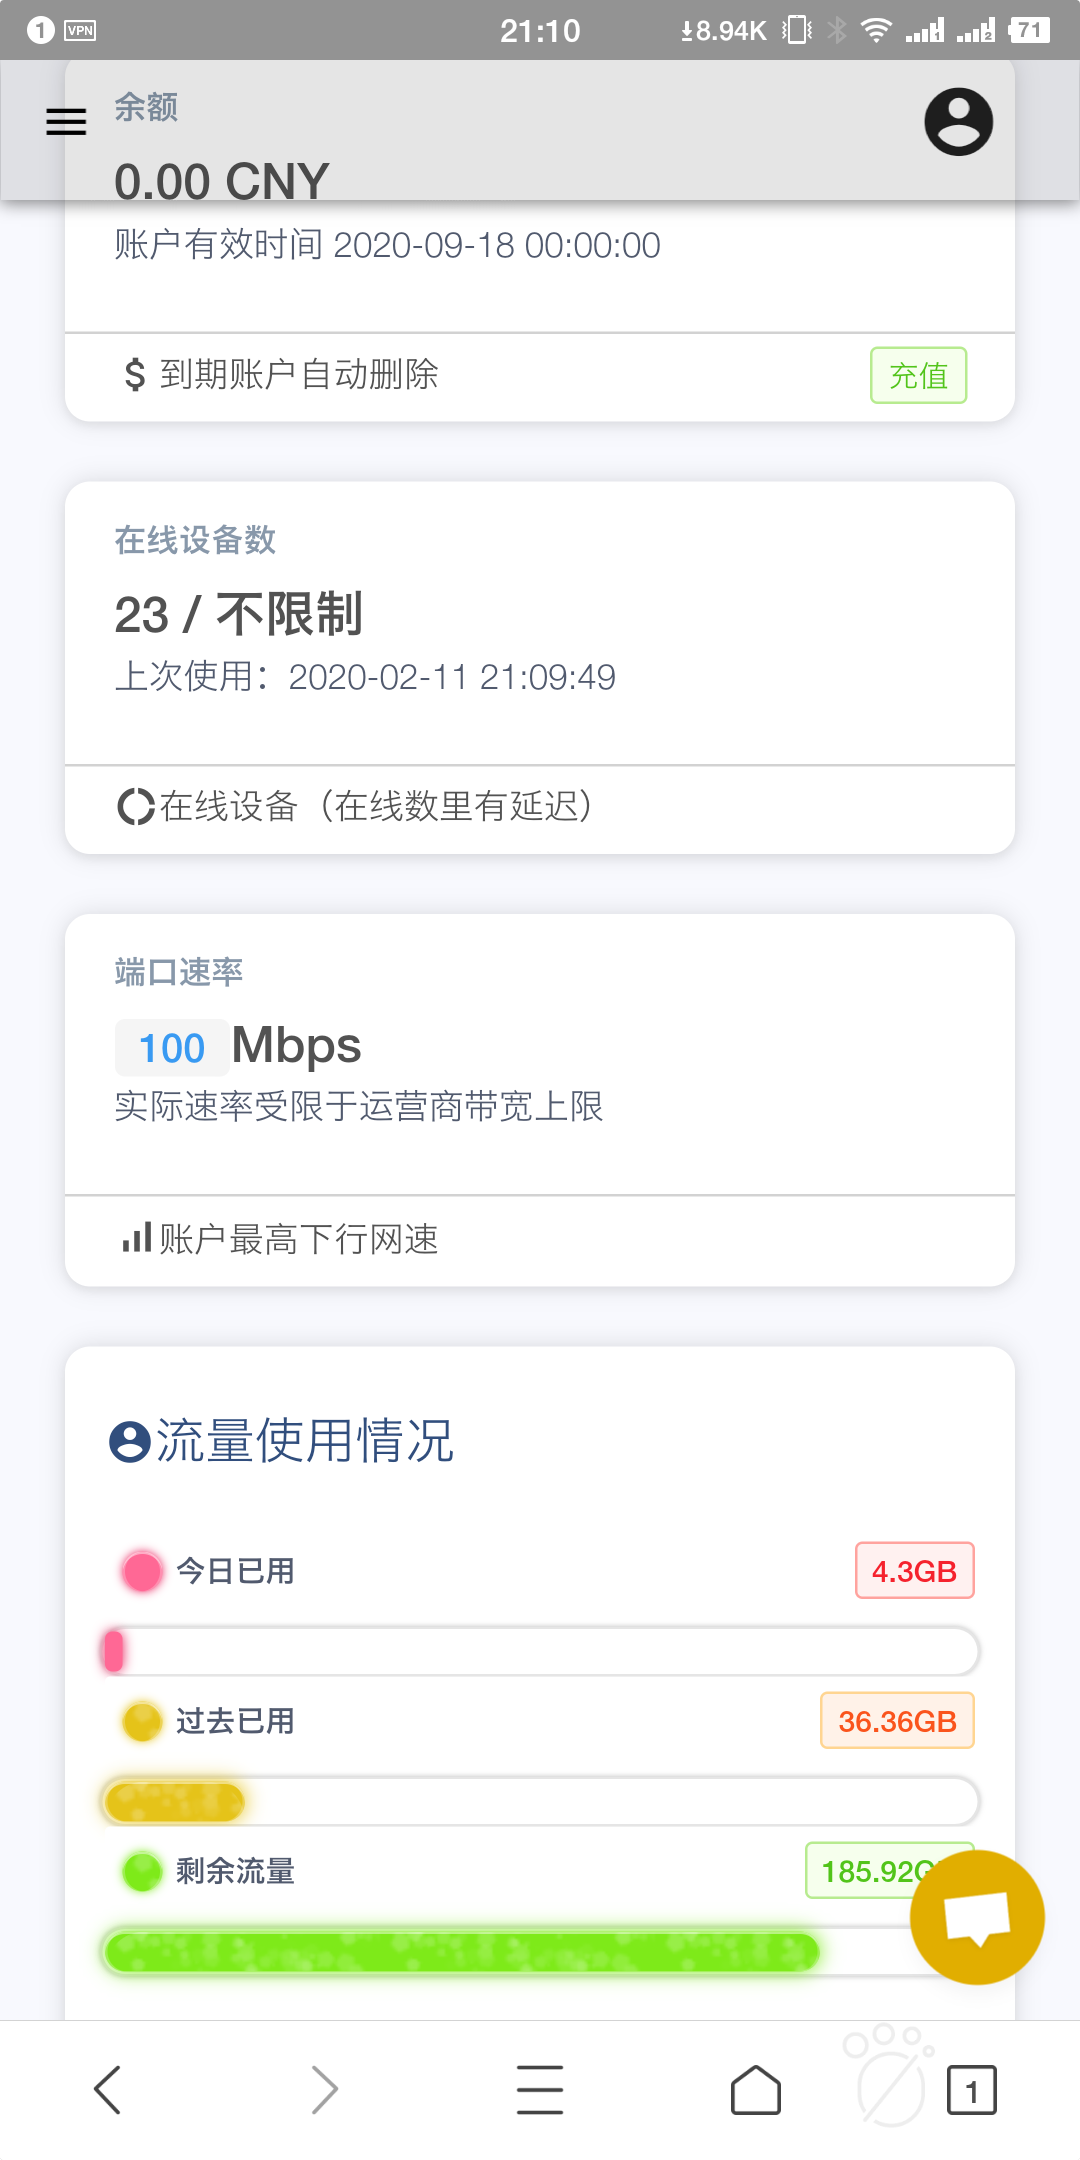 1 VPN 21:10 8.94K 1 2 71
余额
0.00 CNY
账户有效时间 2020-09-18 00:00:00
$ 到期账户自动删除 充值
在线设备数
23 / 不限制
上次使用：2020-02-11 21:09:49
在线设备（在线数里有延迟）
端口速率
100 Mbps
实际速率受限于运营商带宽上限
账户最高下行网速
流量使用情况
今日已用 4.3GB
过去已用 36.36GB
剩余流量 185.92G
1